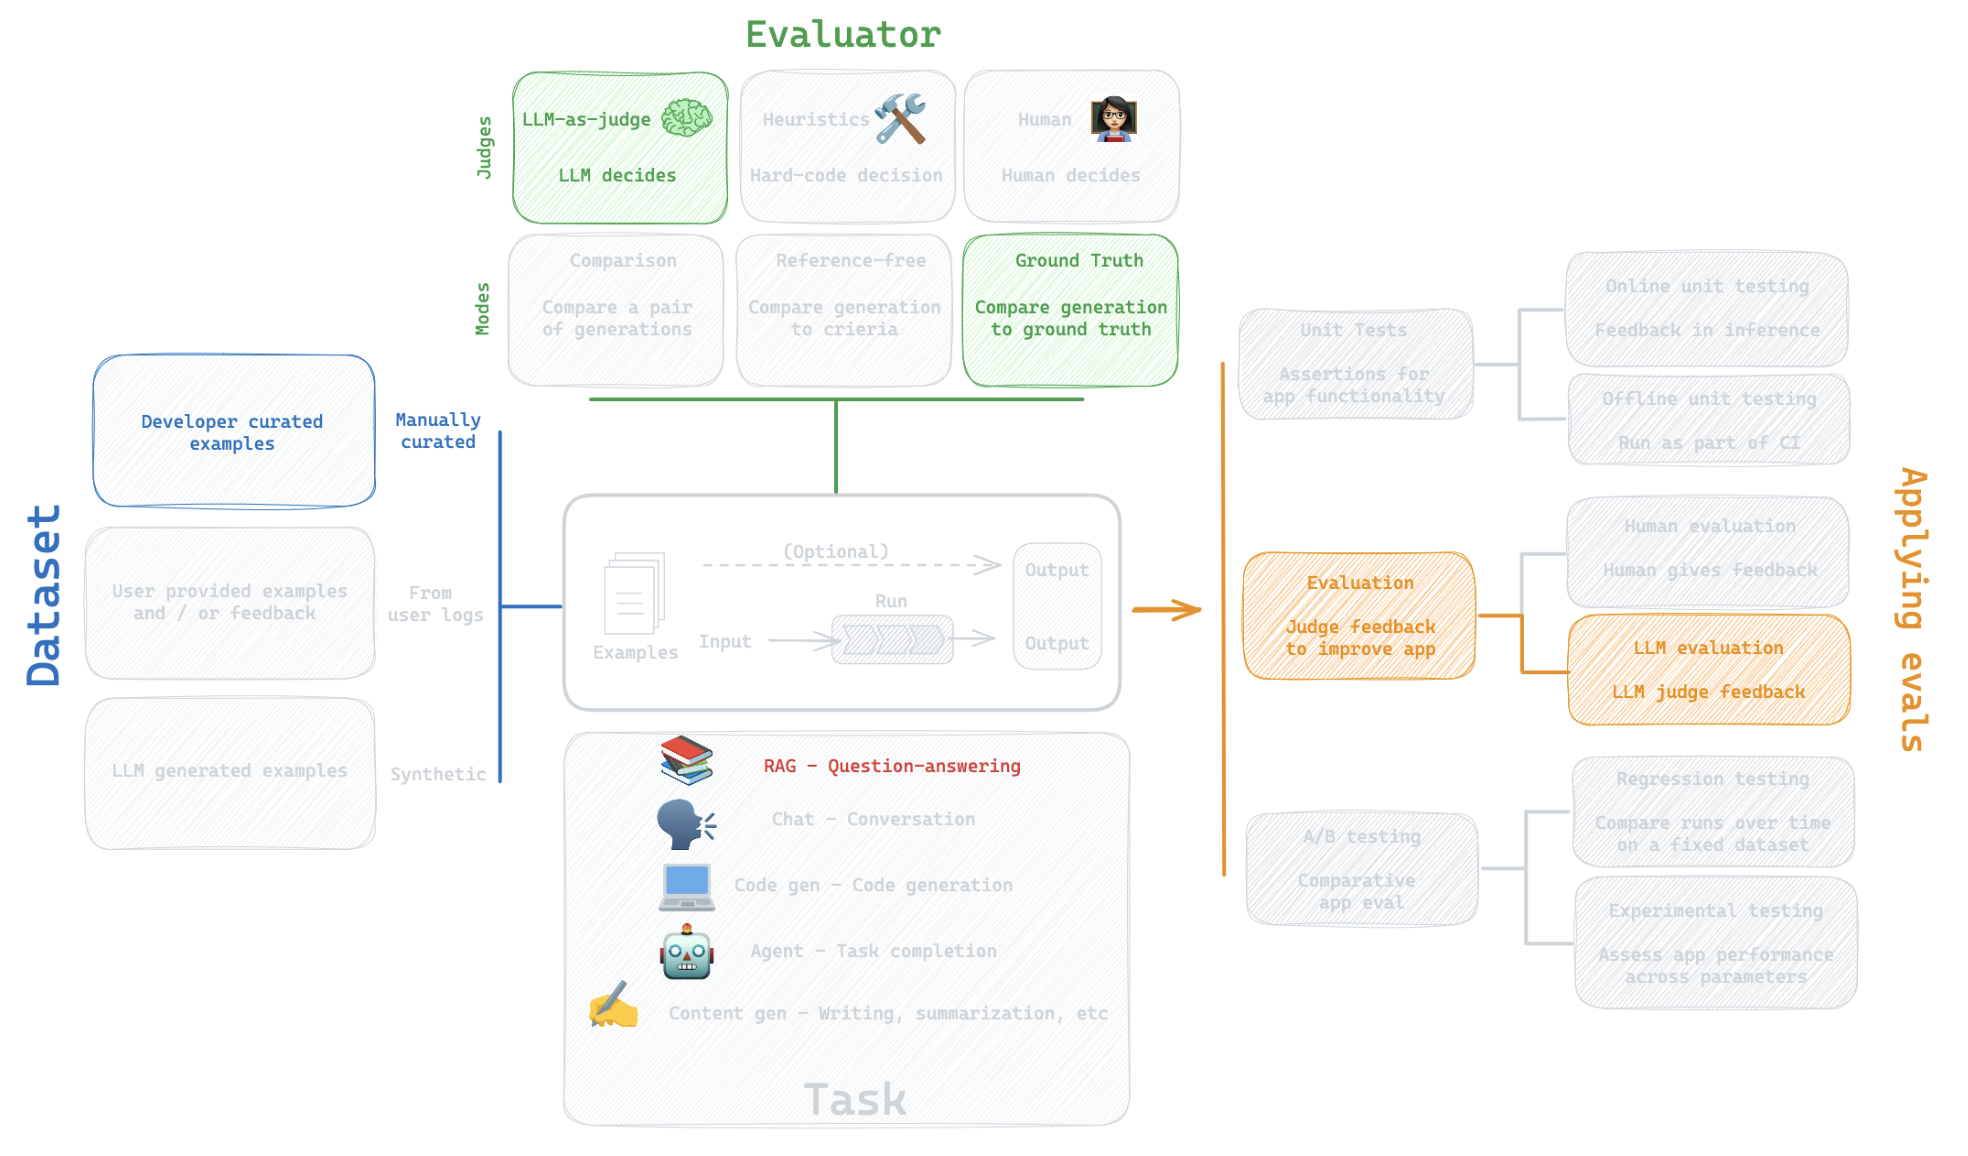 Evaluator
Judges
LLM-as-judge
LLM decides
Heuristics
Hard-code decision
Human
Human decides
Modes
Comparison
Compare a pair
of generations
Reference-free
Compare generation
to crieria
Ground Truth
Compare generation
to ground truth
Dataset
Developer curated
examples
Manually
curated
User provided examples
and / or feedback
From
user logs
LLM generated examples
Synthetic
(Optional)
Examples
Input
Run
Output
Output
RAG - Question-answering
Chat - Conversation
Code gen - Code generation
Agent - Task completion
Content gen - Writing, summarization, etc
Task
Unit Tests
Assertions for
app functionality
Online unit testing
Feedback in inference
Offline unit testing
Run as part of CI
Evaluation
Judge feedback
to improve app
Human evaluation
Human gives feedback
LLM evaluation
LLM judge feedback
A/B testing
Comparative
app eval
Regression testing
Compare runs over time
on a fixed dataset
Experimental testing
Assess app performance
across parameters
Applying evals